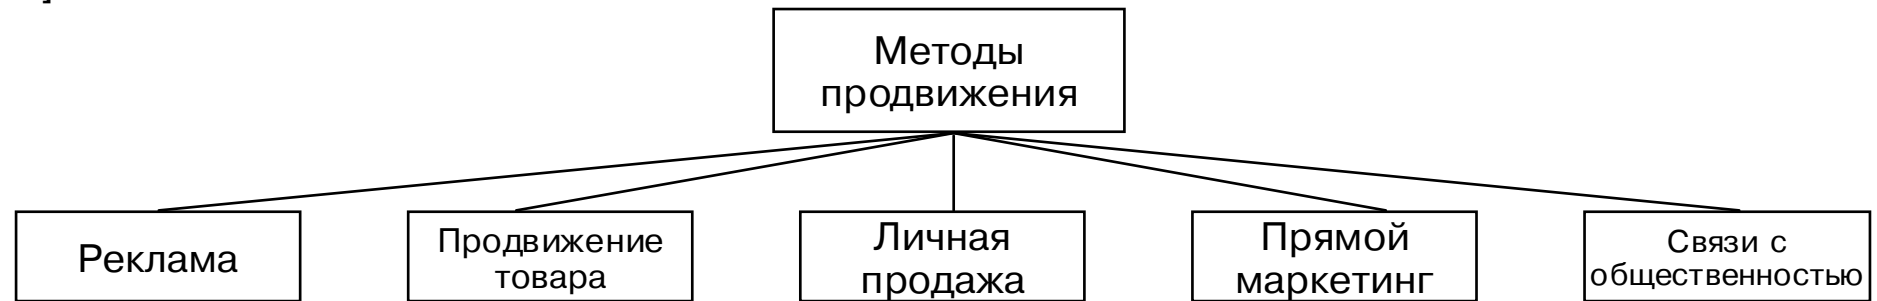 Методы
продвижения
Реклама
Продвижение
товара
Личная
продажа
Прямой
маркетинг
Связи с
общественностью